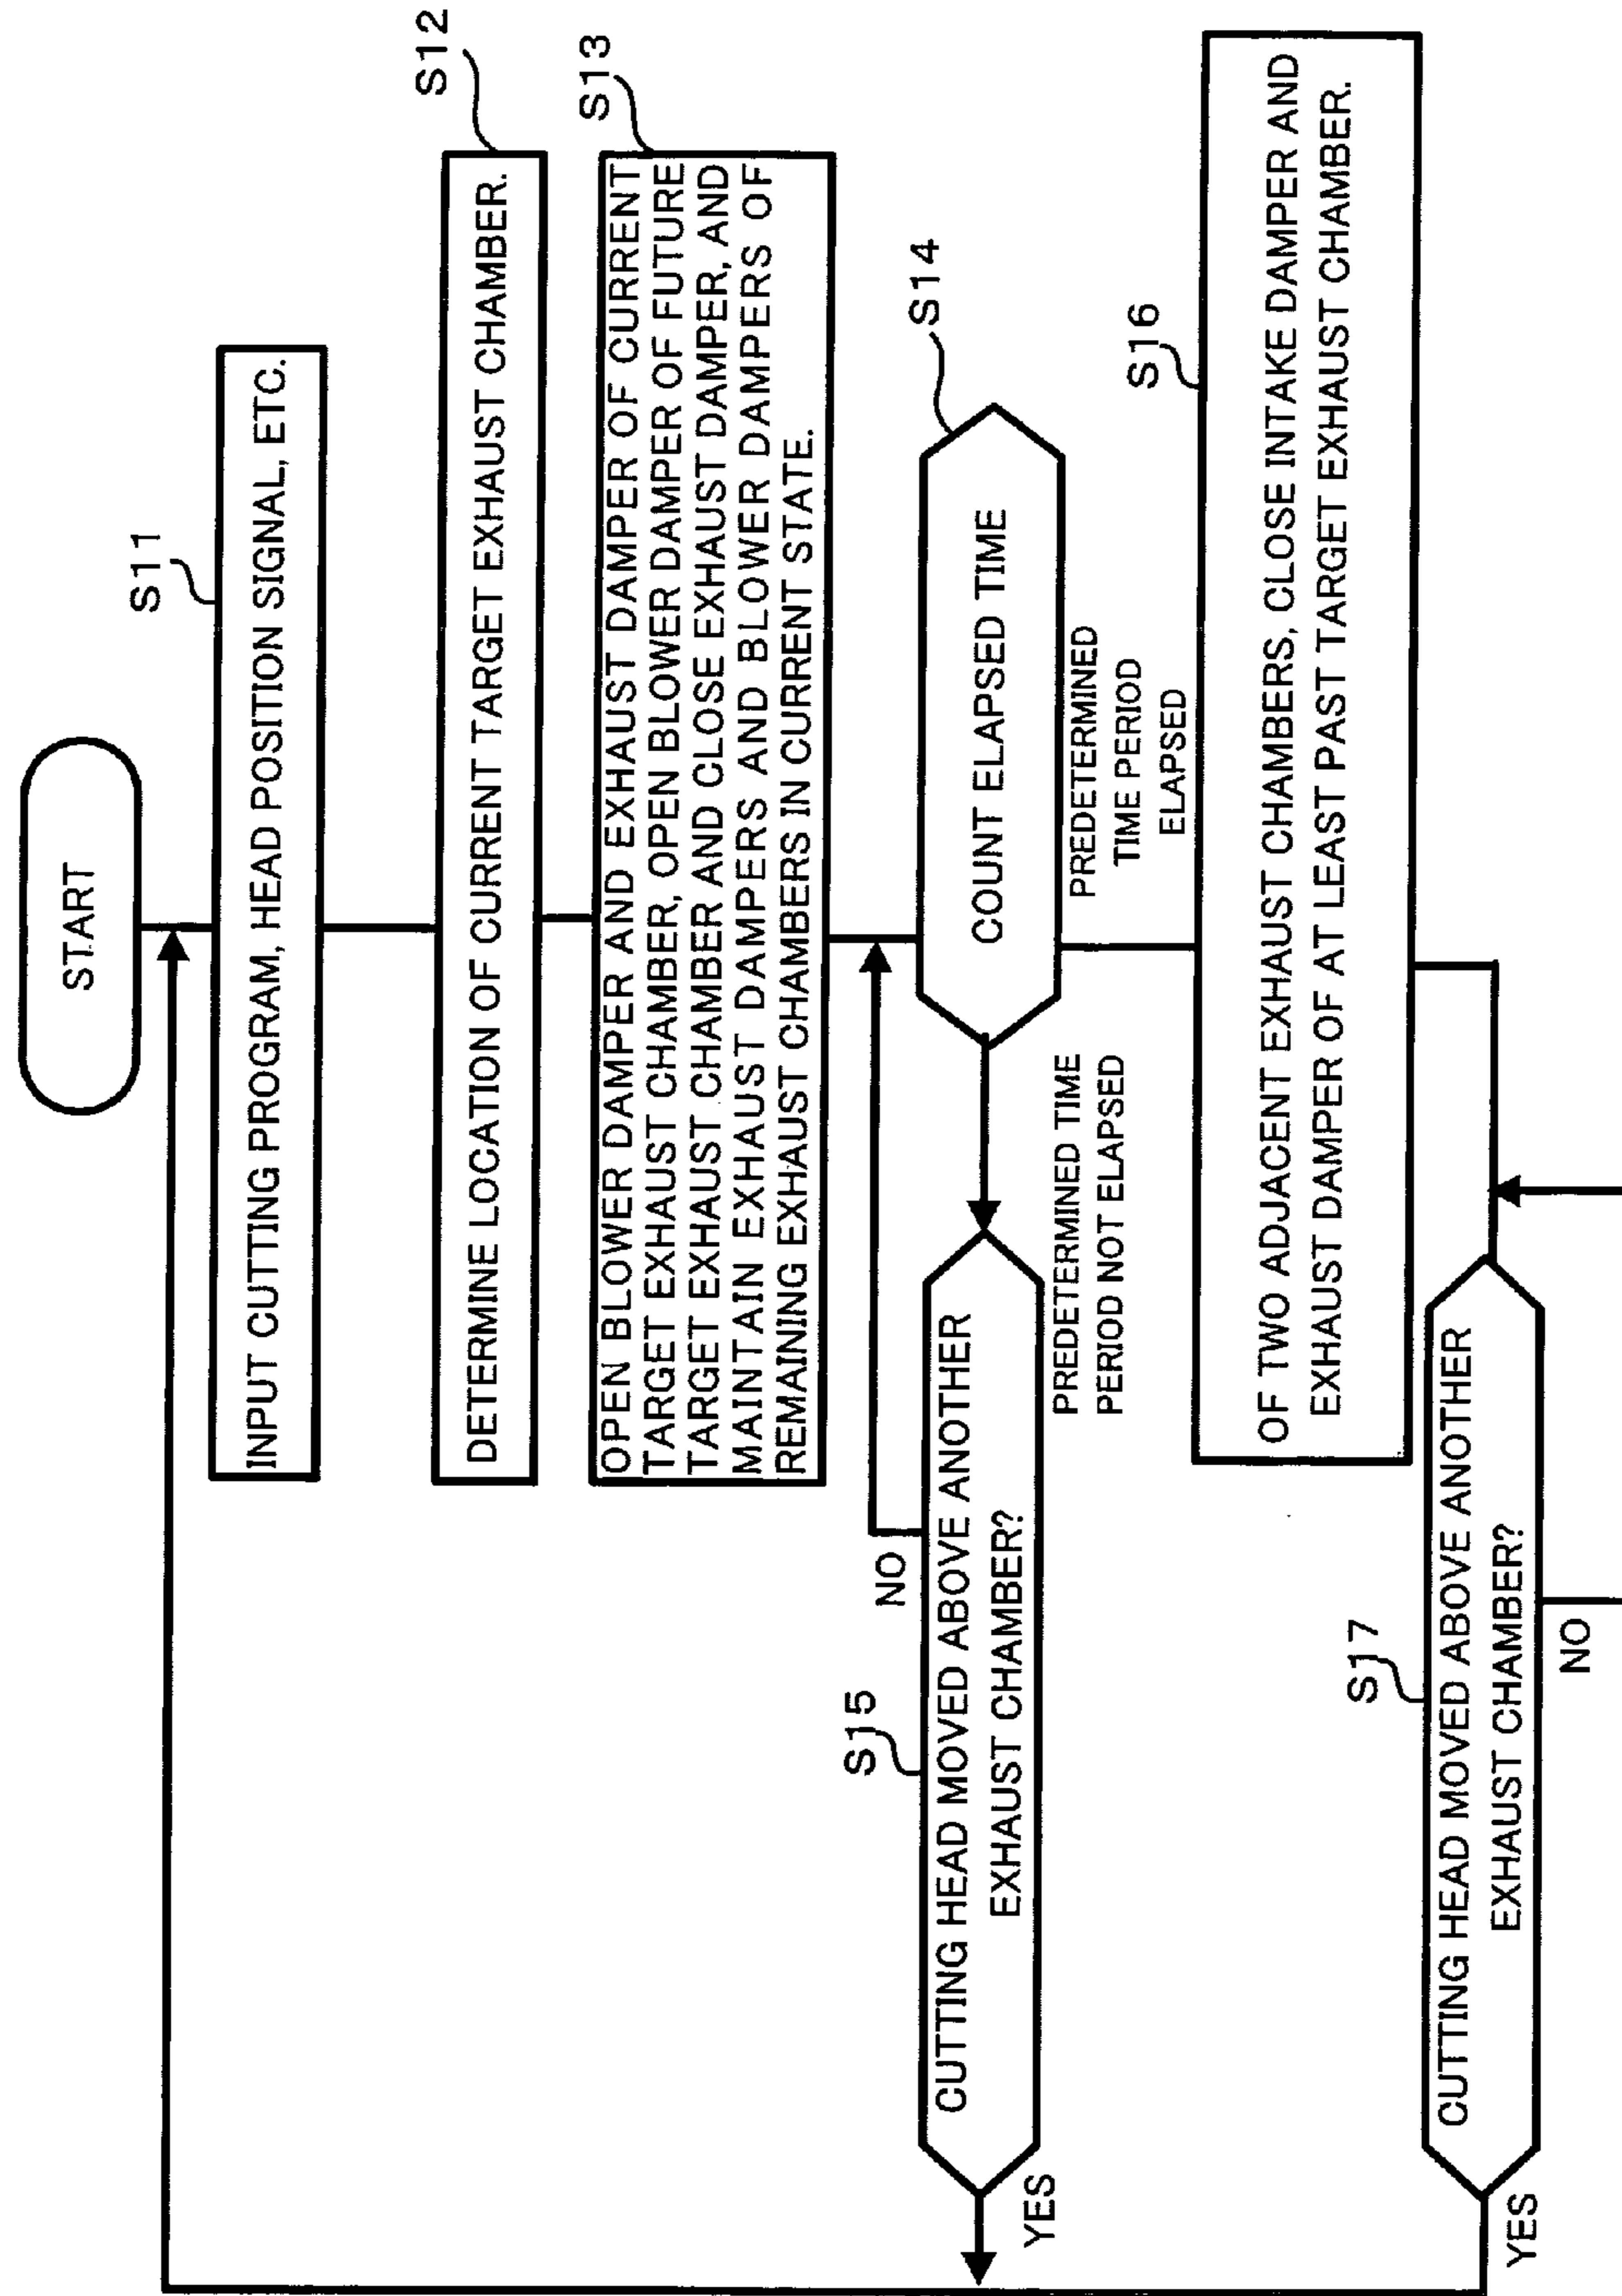 START
S11
INPUT CUTTING PROGRAM, HEAD POSITION SIGNAL, ETC.
S12
DETERMINE LOCATION OF CURRENT TARGET EXHAUST CHAMBER.
S13
OPEN BLOWER DAMPER AND EXHAUST DAMPER OF CURRENT
TARGET EXHAUST CHAMBER, OPEN BLOWER DAMPER OF FUTURE
TARGET EXHAUST CHAMBER AND CLOSE EXHAUST DAMPER, AND
MAINTAIN EXHAUST DAMPERS AND BLOWER DAMPERS OF
REMAINING EXHAUST CHAMBERS IN CURRENT STATE.
S14
COUNT ELAPSED TIME
PREDETERMINED
TIME PERIOD
ELAPSED
PREDETERMINED TIME
PERIOD NOT ELAPSED
S15
CUTTING HEAD MOVED ABOVE ANOTHER
EXHAUST CHAMBER?
NO
YES
S16
OF TWO ADJACENT EXHAUST CHAMBERS, CLOSE INTAKE DAMPER AND
EXHAUST DAMPER OF AT LEAST PAST TARGET EXHAUST CHAMBER.
S17
CUTTING HEAD MOVED ABOVE ANOTHER
EXHAUST CHAMBER?
NO
YES